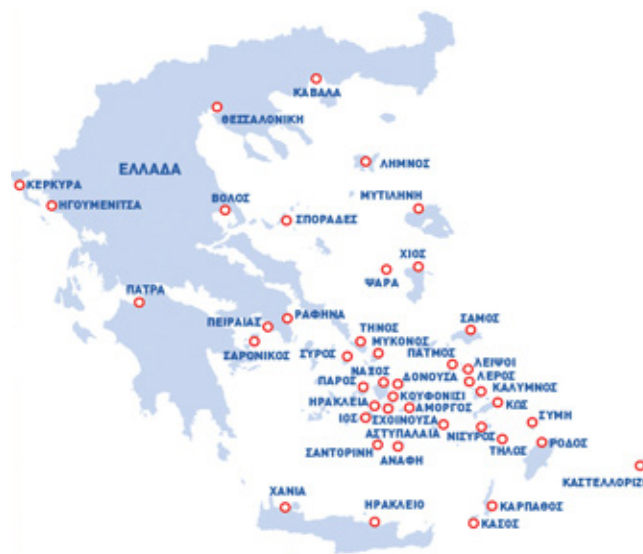 ΚΑΒΑΛΑ
ΘΕΣΣΑΛΟΝΙΚΗ
ΕΛΛΑΔΑ
ΛΗΜΝΟΣ
ΚΕΡΚΥΡΑ
ΗΓΟΥΜΕΝΙΤΣΑ
ΒΟΛΟΣ
ΜΥΤΙΛΗΝΗ
ΣΠΟΡΑΔΕΣ
ΧΙΟΣ
ΨΑΡΑ
ΠΑΤΡΑ
ΡΑΦΗΝΑ
ΠΕΙΡΑΙΑΣ
ΣΑΜΟΣ
ΤΗΝΟΣ
ΜΥΚΟΝΟΣ
ΣΑΡΩΝΙΚΟΣ
ΣΥΡΟΣ
ΠΑΤΜΟΣ
ΛΕΙΨΟΙ
ΝΑΞΟΣ
ΔΟΝΟΥΣΑ
ΛΕΡΟΣ
ΠΑΡΟΣ
ΚΑΛΥΜΝΟΣ
ΚΟΥΦΟΝΙΣΙ
ΗΡΑΚΛΕΙΑ
ΑΜΟΡΓΟΣ
ΚΩΣ
ΙΟΣ
ΣΧΟΙΝΟΥΣΑ
ΣΥΜΗ
ΑΣΤΥΠΑΛΑΙΑ
ΝΙΣΥΡΟΣ
ΡΟΔΟΣ
ΣΑΝΤΟΡΙΝΗ
ΑΝΑΦΗ
ΤΗΛΟΣ
ΚΑΣΤΕΛΛΟΡΙΖ
ΧΑΝΙΑ
ΗΡΑΚΛΕΙΟ
ΚΑΡΠΑΘΟΣ
ΚΑΣΟΣ